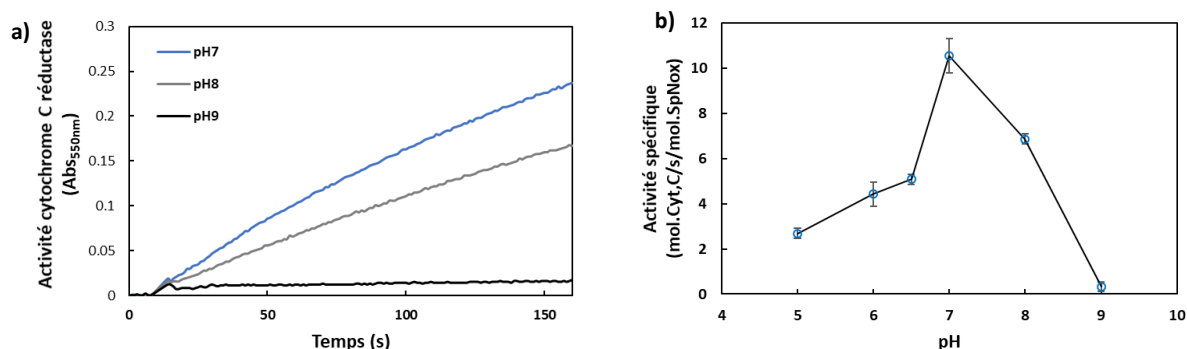 a)
Activité cytochrome C réductase
(Abs550nm)
0.3
0.25
0.2
0.15
0.1
0.05
0
pH7
pH8
pH9
0 50 100 150
Temps (s)
b)
Activité spécifique
(mol.Cyt,C/s/mol.SpNox)
12
10
8
6
4
2
0
4 5 6 7 8 9 10
pH